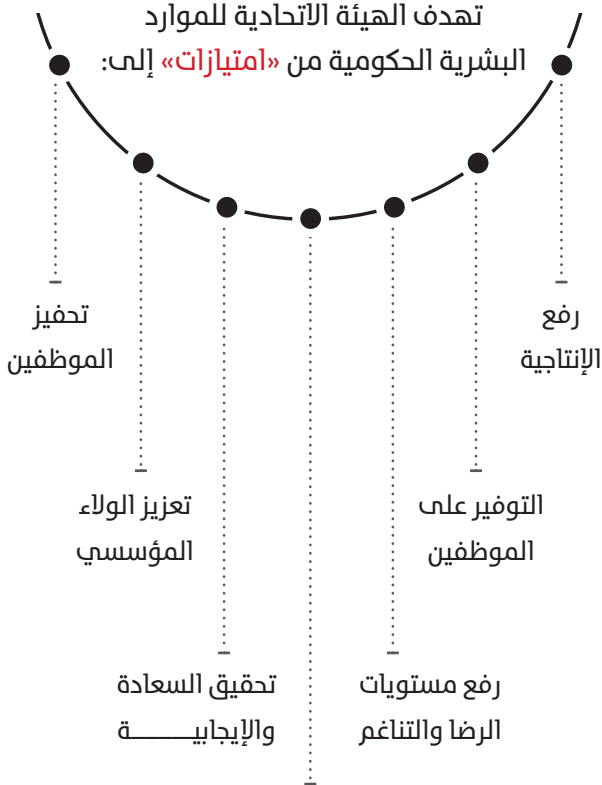 تهدف الهيئة الاتحادية للموارد
البشرية الحكومية من «امتيازات» إلى:
رفع
الإنتاجية
التوفير على
الموظفين
رفع مستويات
الرضا والتناغم
تحقيق السعادة
والإيجابيـــــــة
تعزيز الولاء
المؤسسي
تحفيز
الموظفين